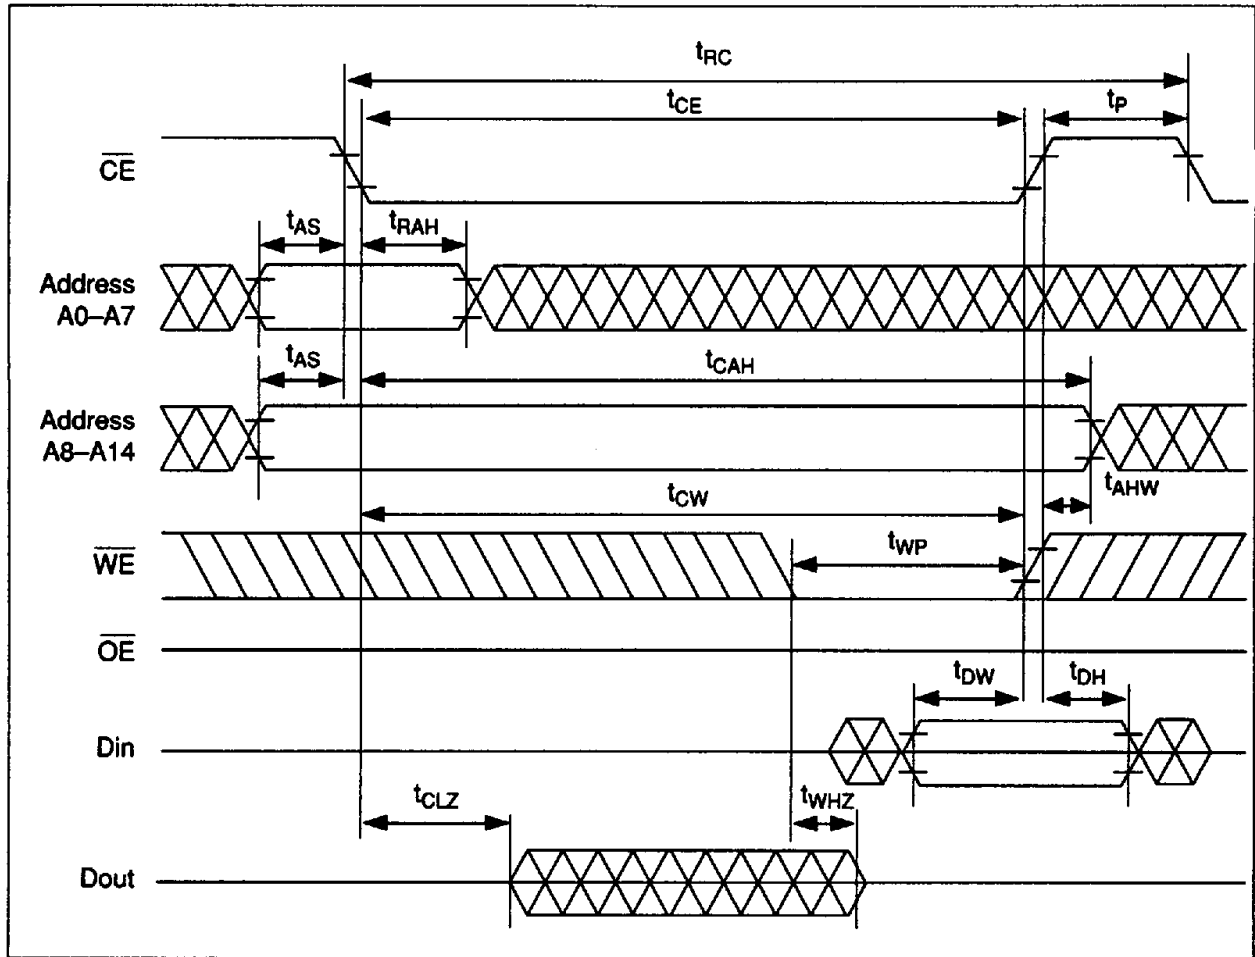 tRC
tCE
tP
CE
tAS
tRAH
Address
A0–A7
tAS
tCAH
Address
A8–A14
tAHW
tCW
WE
tWP
OE
tDW
tDH
Din
tCLZ
tWHZ
Dout